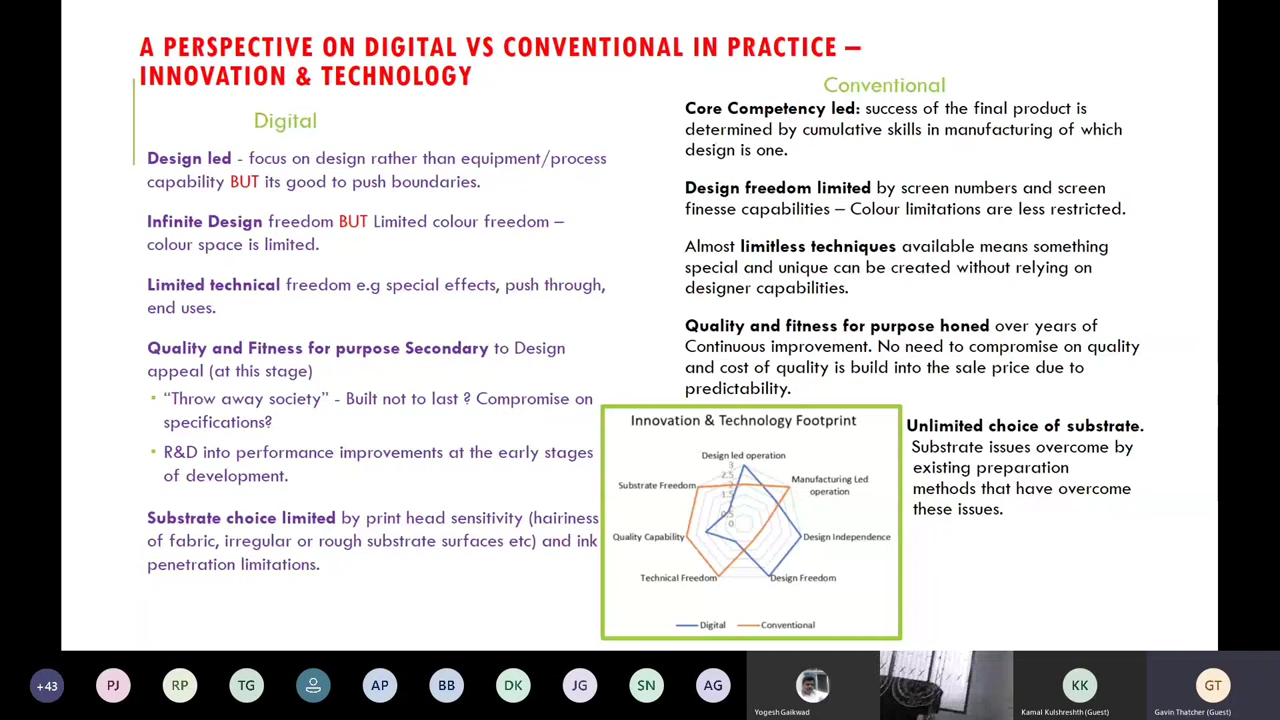 A PERSPECTIVE ON DIGITAL VS CONVENTIONAL IN PRACTICE –
INNOVATION & TECHNOLOGY
Digital
Design led - focus on design rather than equipment/process
capability BUT its good to push boundaries.
Infinite Design freedom BUT Limited colour freedom –
colour space is limited.
Limited technical freedom e.g special effects, push through,
end uses.
Quality and Fitness for purpose Secondary to Design
appeal (at this stage)
▪ “Throw away society” - Built not to last ? Compromise on
specifications?
▪ R&D into performance improvements at the early stages
of development.
Substrate choice limited by print head sensitivity (hairiness
of fabric, irregular or rough substrate surfaces etc) and ink
penetration limitations.
Conventional
Core Competency led: success of the final product is
determined by cumulative skills in manufacturing of which
design is one.
Design freedom limited by screen numbers and screen
finesse capabilities – Colour limitations are less restricted.
Almost limitless techniques available means something
special and unique can be created without relying on
designer capabilities.
Quality and fitness for purpose honed over years of
Continuous improvement. No need to compromise on quality
and cost of quality is build into the sale price due to
predictability.
Unlimited choice of substrate.
Substrate issues overcome by
existing preparation
methods that have overcome
these issues.
Innovation & Technology Footprint
Design led operation
3
2.5
2
1.5
0.5
0
Manufacturing Led
operation
Design Independence
Design Freedom
Technical Freedom
Quality Capability
Substrate Freedom
Digital
Conventional
+43
PJ
RP
TG
AP
BB
DK
JG
SN
AG
Yogesh Gaikwad
KK
Kamal Kulshreshth (Guest)
GT
Gavin Thatcher (Guest)